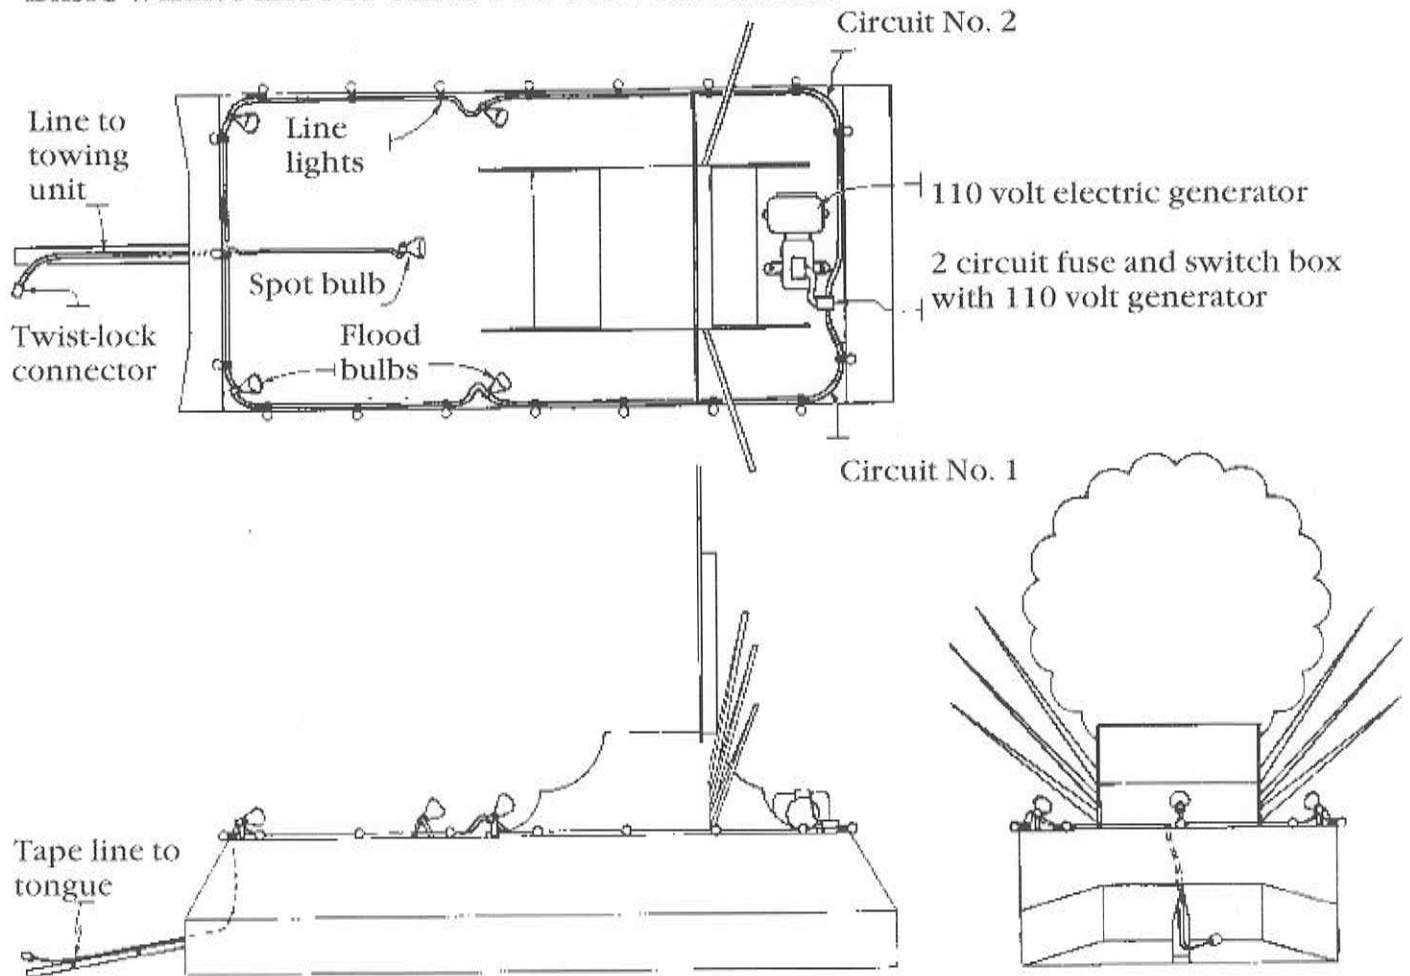 Circuit No. 2
Line to
towing
unit
Line
lights
110 volt electric generator
Spot bulb
2 circuit fuse and switch box
with 110 volt generator
Twist-lock
connector
Flood
bulbs
Circuit No. 1
Tape line to
tongue